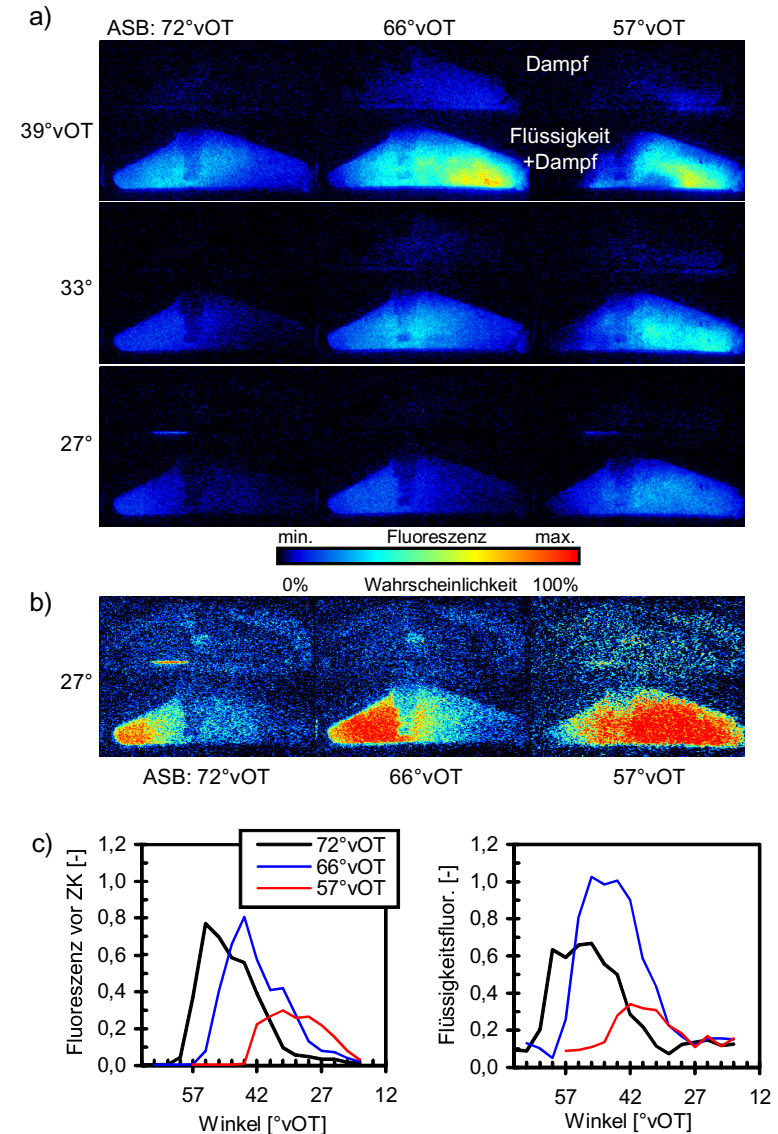 a)
ASB: 72°vOT 66°vOT 57°vOT
Dampf
39°vOT
Flüssigkeit
+Dampf
33°
27°
min. Fluoreszenz max.
0% Wahrscheinlichkeit 100%
b)
27°
ASB: 72°vOT 66°vOT 57°vOT
c)
Fluoreszenz vor ZK [-]
1,2
1,0
0,8
0,6
0,4
0,2
0,0
72°vOT
66°vOT
57°vOT
57 42 27 12
Winkel [°vOT]
Flüssigkeitsfluor. [-]
1,2
1,0
0,8
0,6
0,4
0,2
0,0
57 42 27 12
Winkel [°vOT]